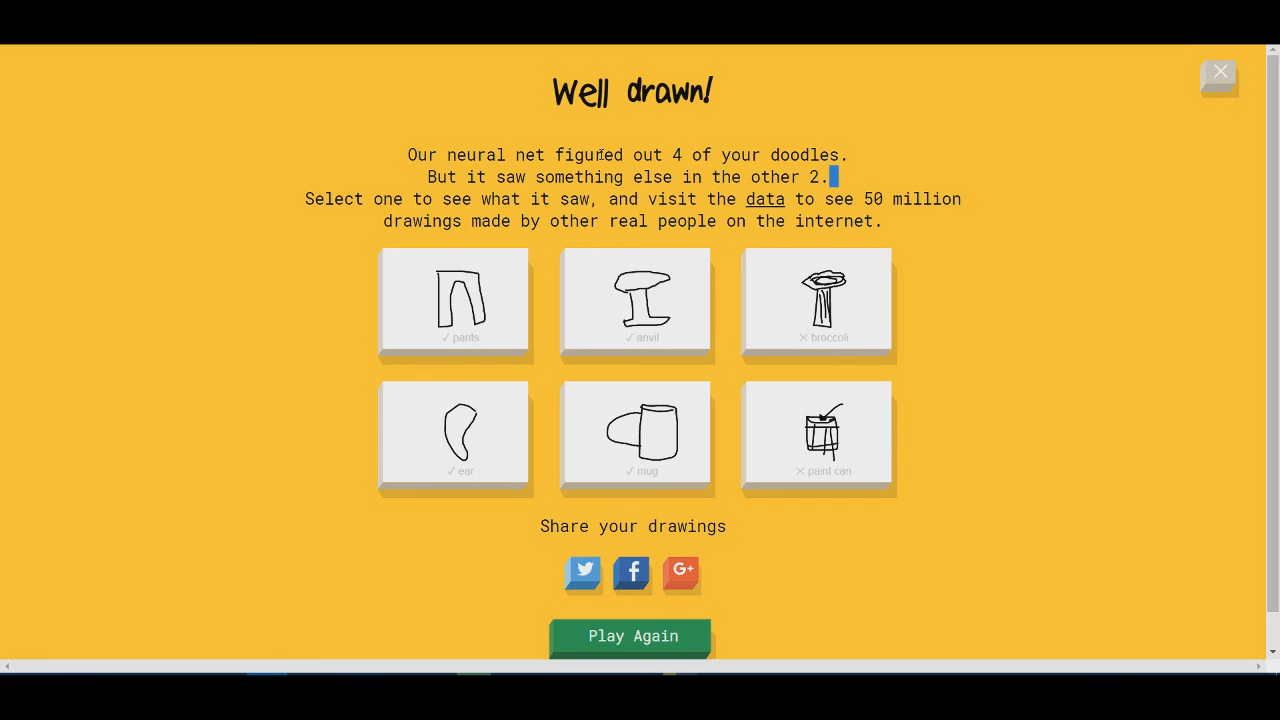 Well drawn!
Our neural net figured out 4 of your doodles.
But it saw something else in the other 2.
Select one to see what it saw, and visit the data to see 50 million
drawings made by other real people on the internet.
✓ pants
✓ anvil
✕ broccoli
✓ ear
✓ mug
✕ paint can
Share your drawings
G+
Play Again